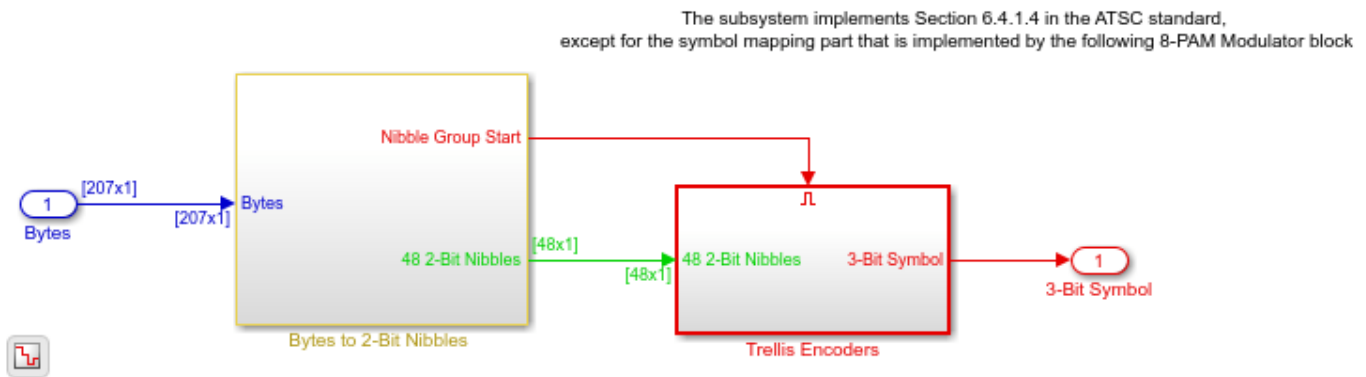 The subsystem implements Section 6.4.1.4 in the ATSC standard,
except for the symbol mapping part that is implemented by the following 8-PAM Modulator block
Nibble Group Start
1
[207x1]
[207x1]
Bytes
Bytes
48 2-Bit Nibbles
[48x1]
[48x1]
48 2-Bit Nibbles
3-Bit Symbol
1
3-Bit Symbol
Bytes to 2-Bit Nibbles
Trellis Encoders